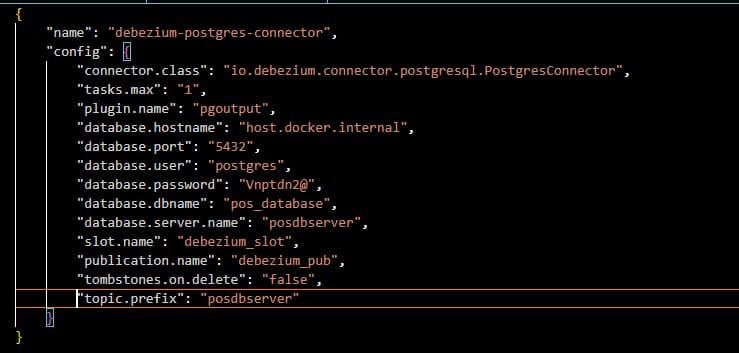 {
"name": "debezium-postgres-connector",
"config": {
"connector.class": "io.debezium.connector.postgresql.PostgresConnector",
"tasks.max": "1",
"plugin.name": "pgoutput",
"database.hostname": "host.docker.internal",
"database.port": "5432",
"database.user": "postgres",
"database.password": "Vnptdn2@",
"database.dbname": "pos_database",
"database.server.name": "posdbserver",
"slot.name": "debezium_slot",
"publication.name": "debezium_pub",
"tombstones.on.delete": "false",
"topic.prefix": "posdbserver"
}
}